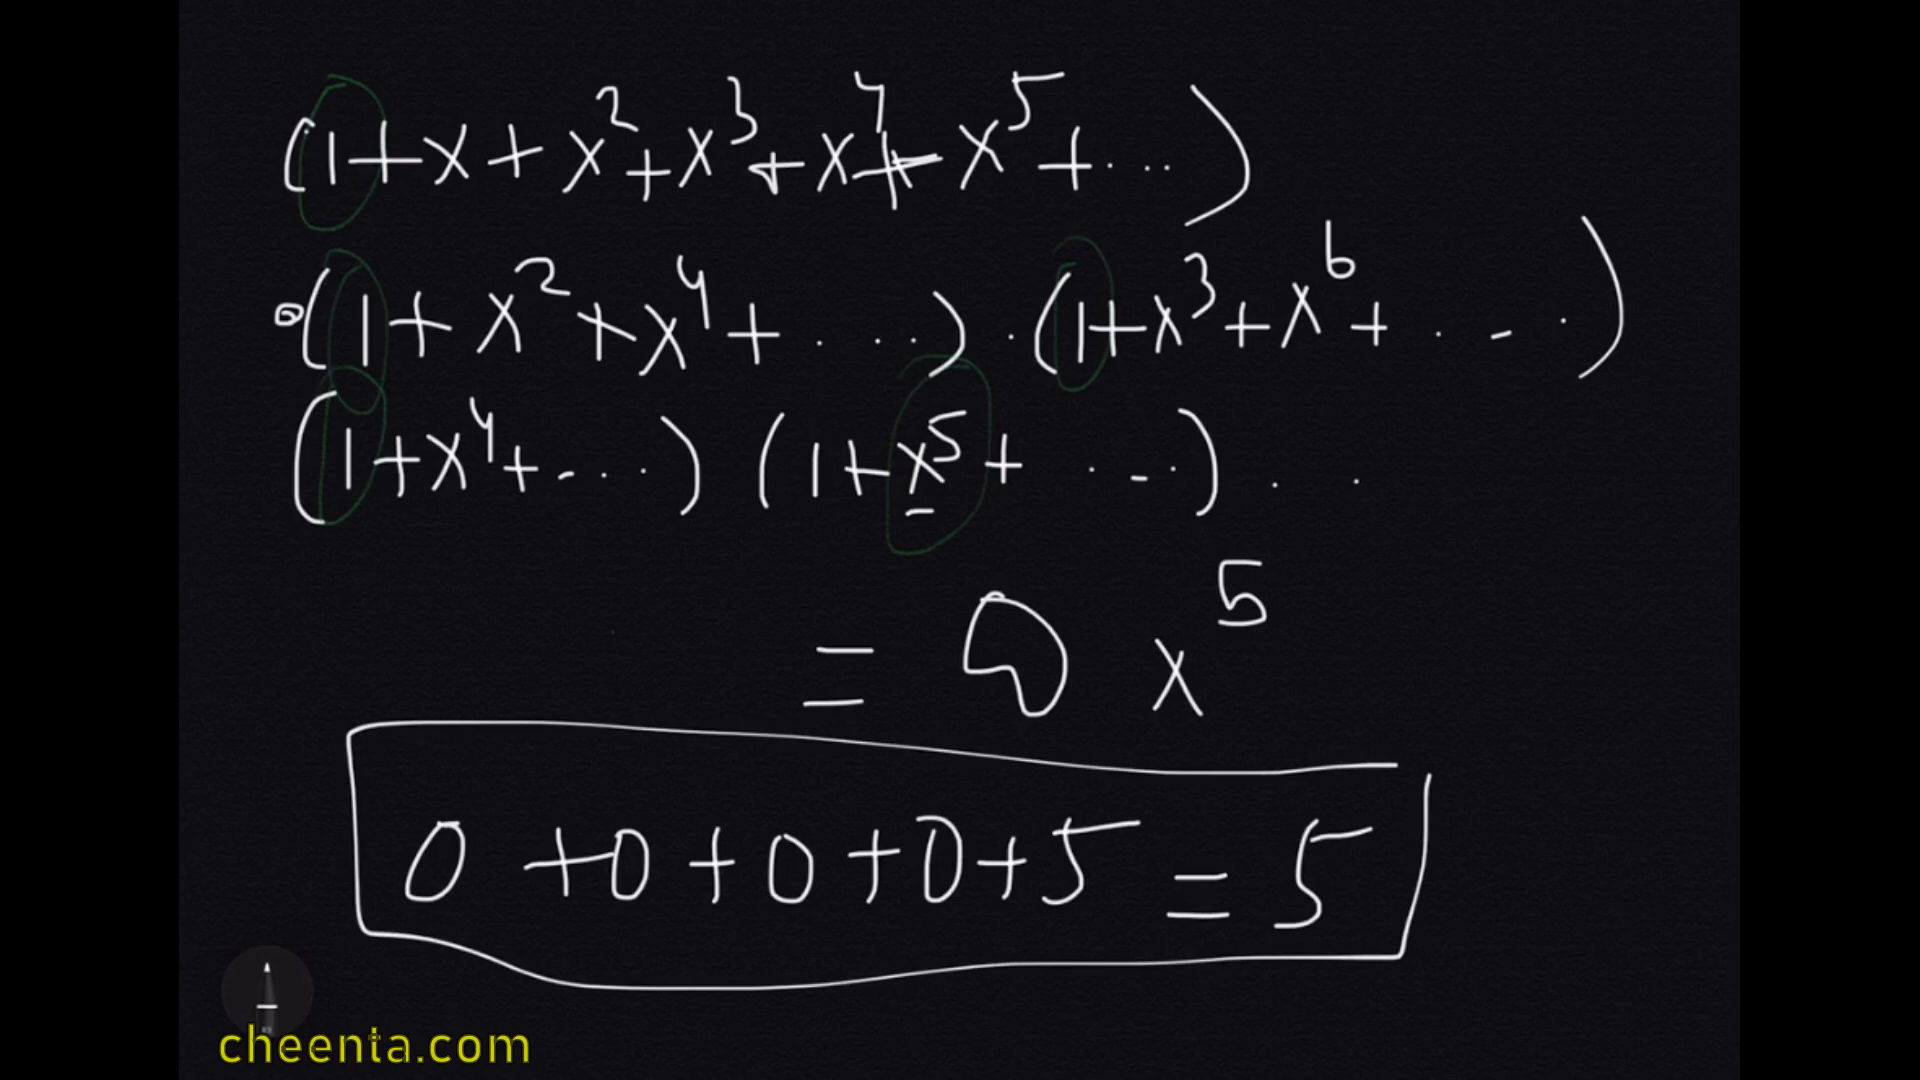 (1+x+x²+x³+x⁴+x⁵+...)
(1+x²+x⁴+...)·(1+x³+x⁶+...)
(1+x⁴+...)(1+x⁵+...)..
= x⁵
0+0+0+0+5=5
cheenta.com